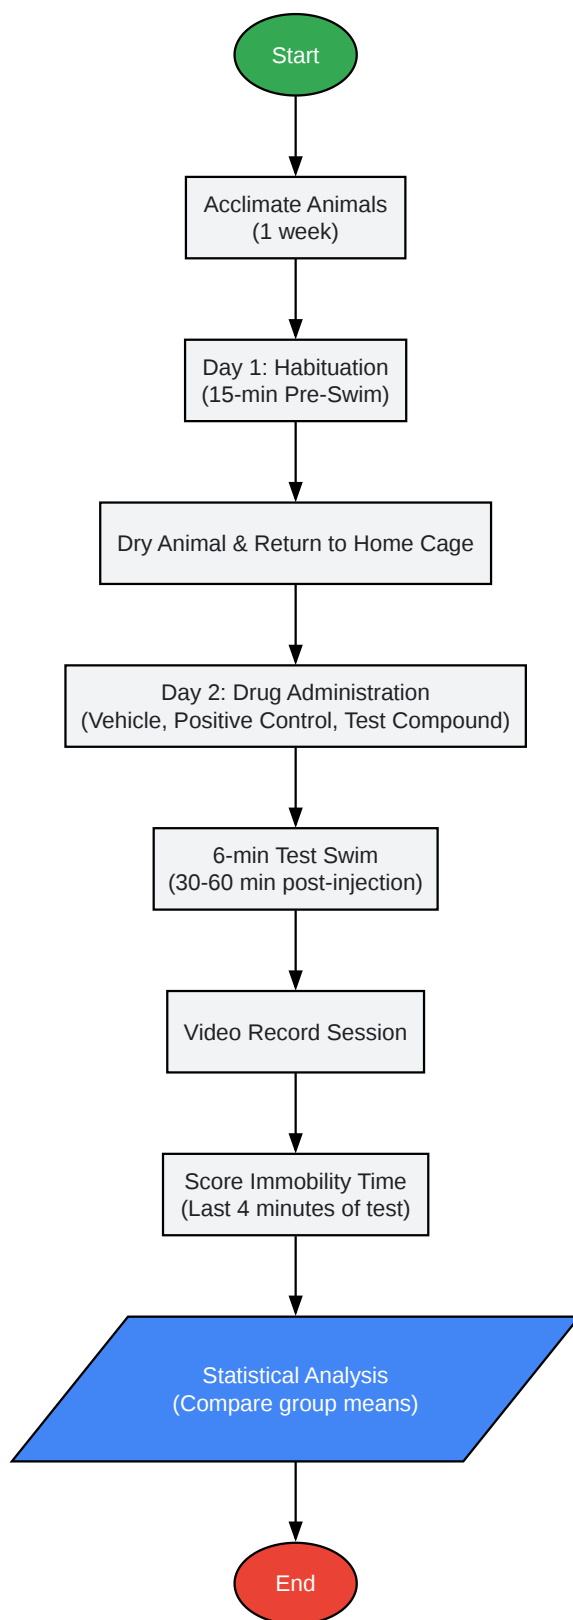 Start
Acclimate Animals
(1 week)
Day 1: Habituation
(15-min Pre-Swim)
Dry Animal & Return to Home Cage
Day 2: Drug Administration
(Vehicle, Positive Control, Test Compound)
6-min Test Swim
(30-60 min post-injection)
Video Record Session
Score Immobility Time
(Last 4 minutes of test)
Statistical Analysis
(Compare group means)
End